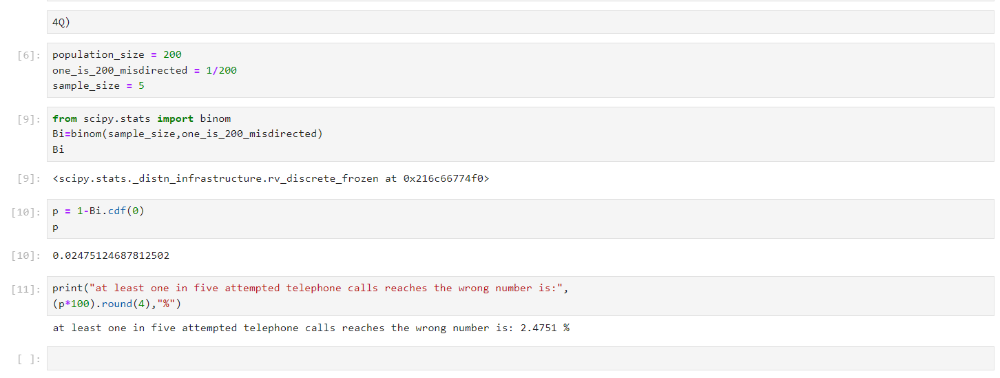 4Q)
[6]:
population_size = 200
one_is_200_misdirected = 1/200
sample_size = 5
[9]:
from scipy.stats import binom
Bi=binom(sample_size,one_is_200_misdirected)
Bi
[9]:
<scipy.stats._distn_infrastructure.rv_discrete_frozen at 0x216c66774f0>
[10]:
p = 1-Bi.cdf(0)
p
[10]:
0.02475124687812502
[11]:
print("at least one in five attempted telephone calls reaches the wrong number is:",
(p*100).round(4),"%")
at least one in five attempted telephone calls reaches the wrong number is: 2.4751 %
[ ]: